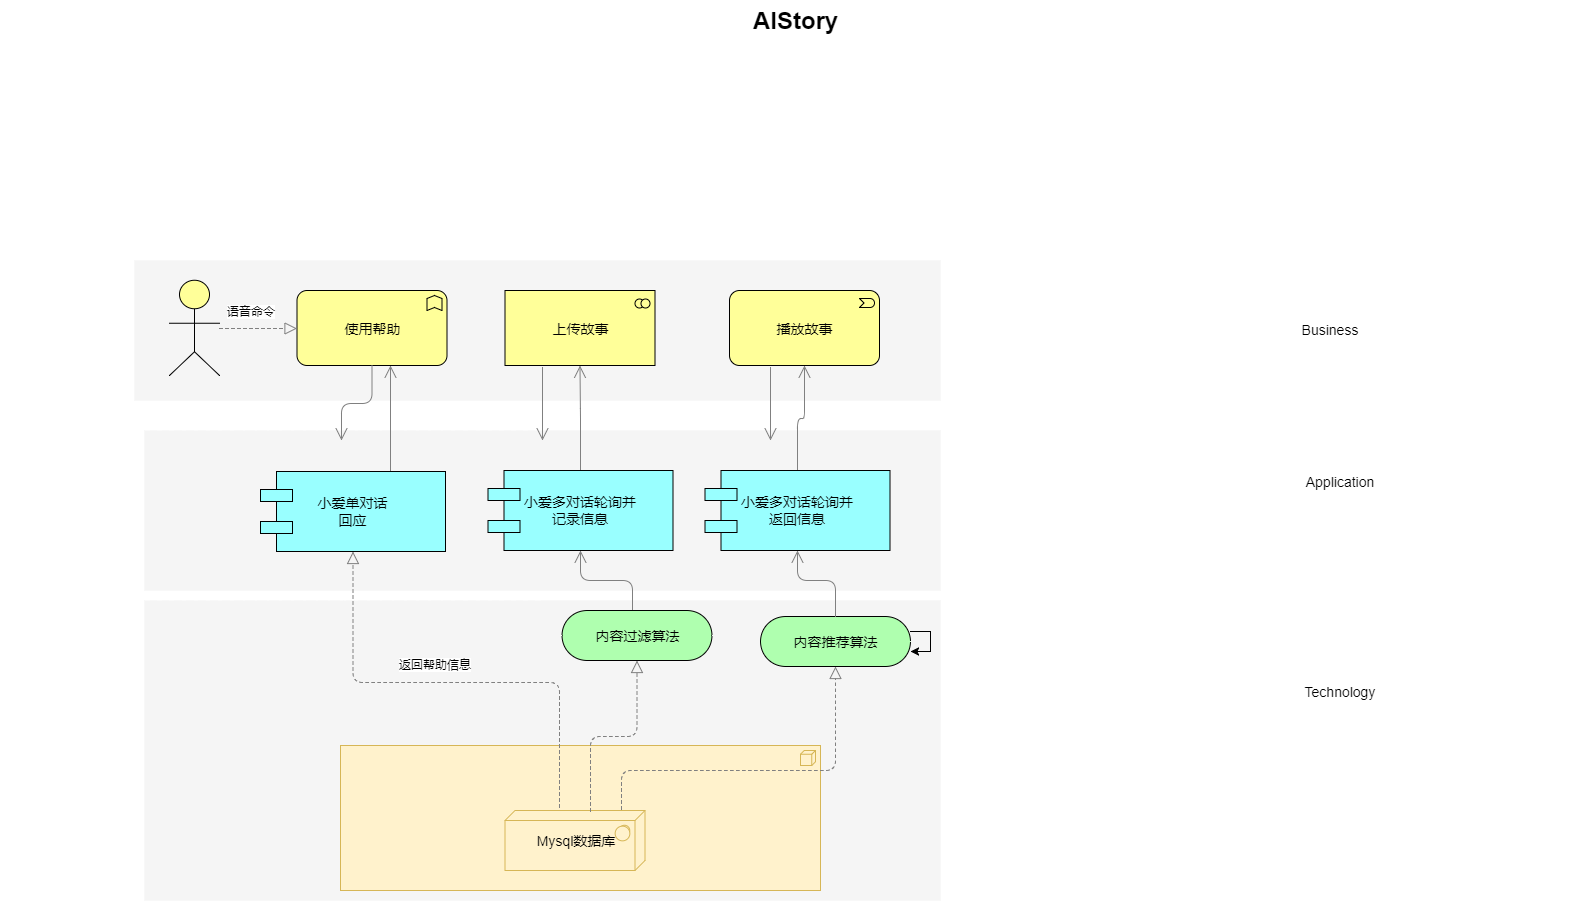 AIStory
语音命令
使用帮助
上传故事
播放故事
Business
小爱单对话
回应
小爱多对话轮询并
记录信息
小爱多对话轮询并
返回信息
Application
内容过滤算法
内容推荐算法
返回帮助信息
Technology
Mysql数据库